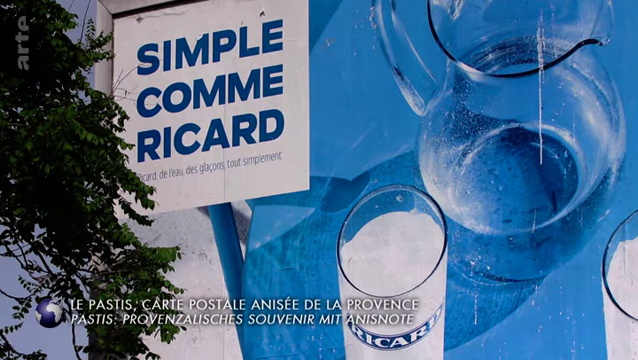 arte
SIMPLE
COMME
RICARD
Ricard, de l'eau, des glaçons, tout simplement.
RICARD
LE PASTIS, CARTE POSTALE ANISÉE DE LA PROVENCE
PASTIS: PROVENZALISCHES SOUVENIR MIT ANISNOTE